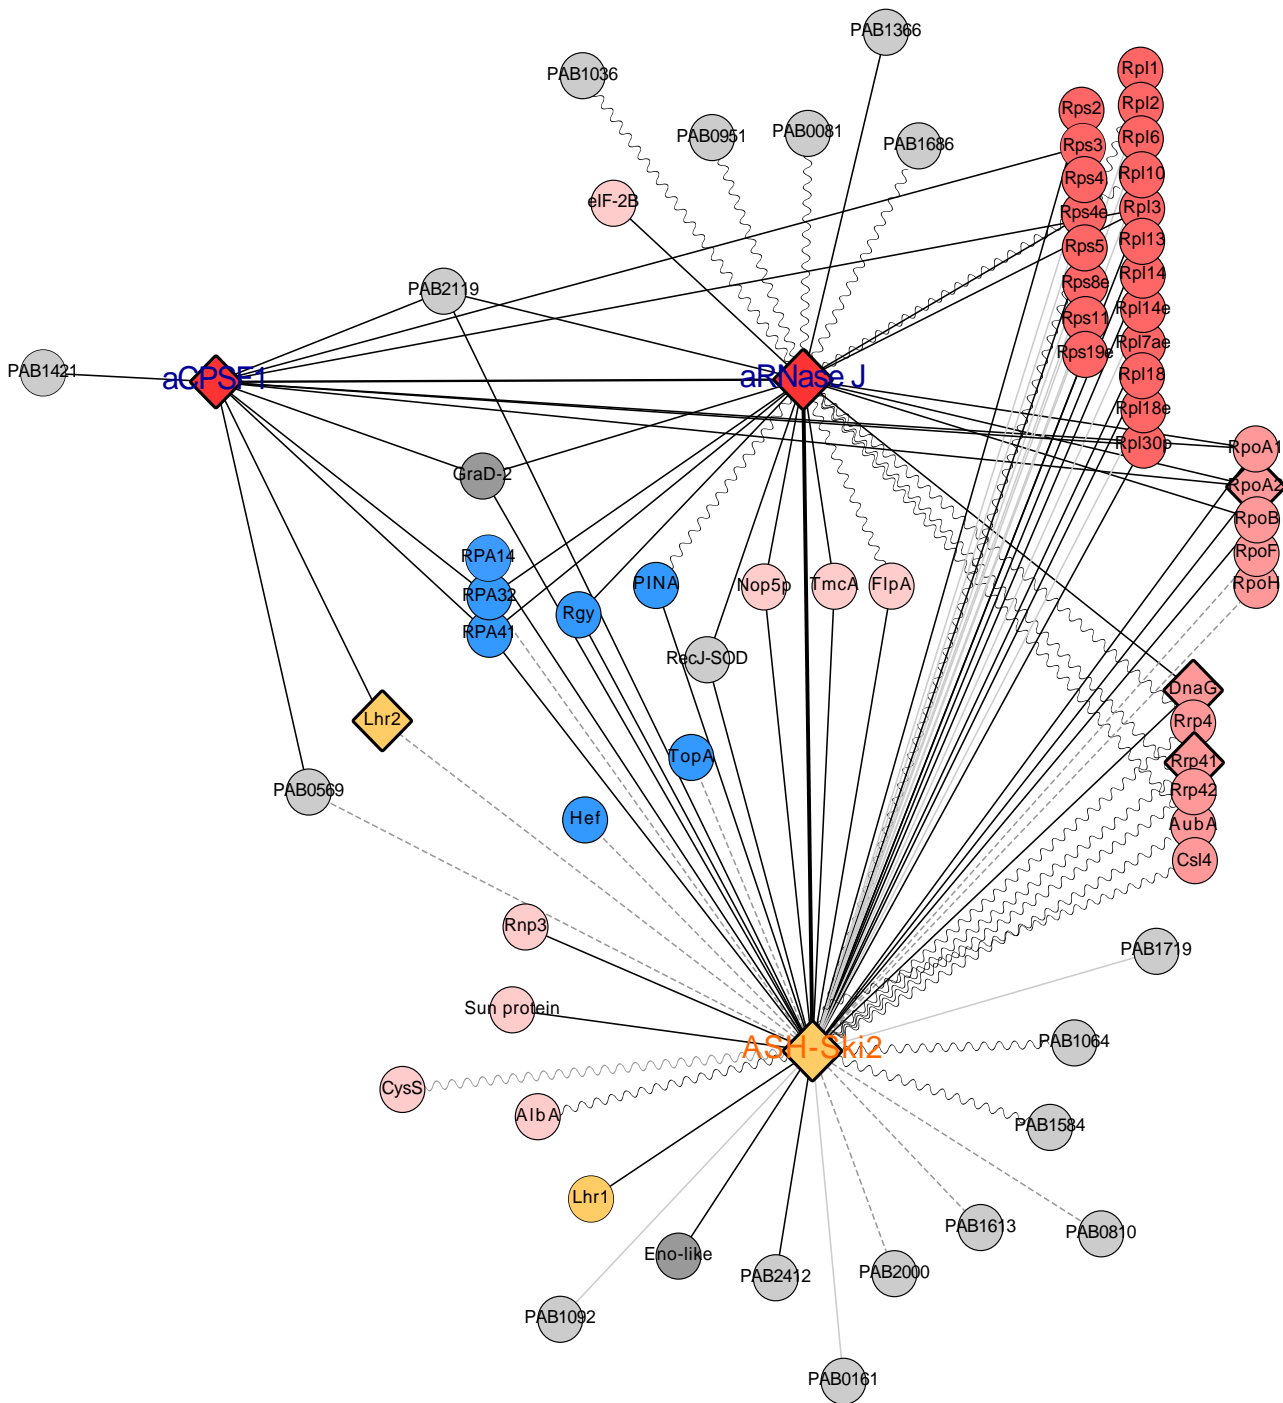 PAB1366
PAB1036
PAB0951
PAB0081
PAB1686
Rpl1
Rpl2
Rps2
Rpl6
Rps3
Rpl10
Rps4
eIF-2B
Rps4e
Rpl3
Rps5
Rpl13
Rpl14
Rps8e
PAB2119
Rpl14e
Rps11
Rpl7ae
Rps19e
PAB1421
aCPSF1
aRNase J
Rpl18
Rpl18e
Rpl30p
RpoA1
GraD-2
RpoA2
RpoB
RpoF
RpoH
RPA14
RPA32
RPA41
Rgy
PINA
Nop5p
TmcA
FlpA
RecJ-SOD
DnaG
Lhr2
Rrp4
TopA
Rrp41
PAB0569
Rrp42
Hef
AubA
Csl4
Rnp3
PAB1719
Sun protein
ASH-Ski2
PAB1064
CysS
AlbA
PAB1584
Lhr1
PAB1613
PAB0810
Eno-like
PAB2412
PAB2000
PAB1092
PAB0161